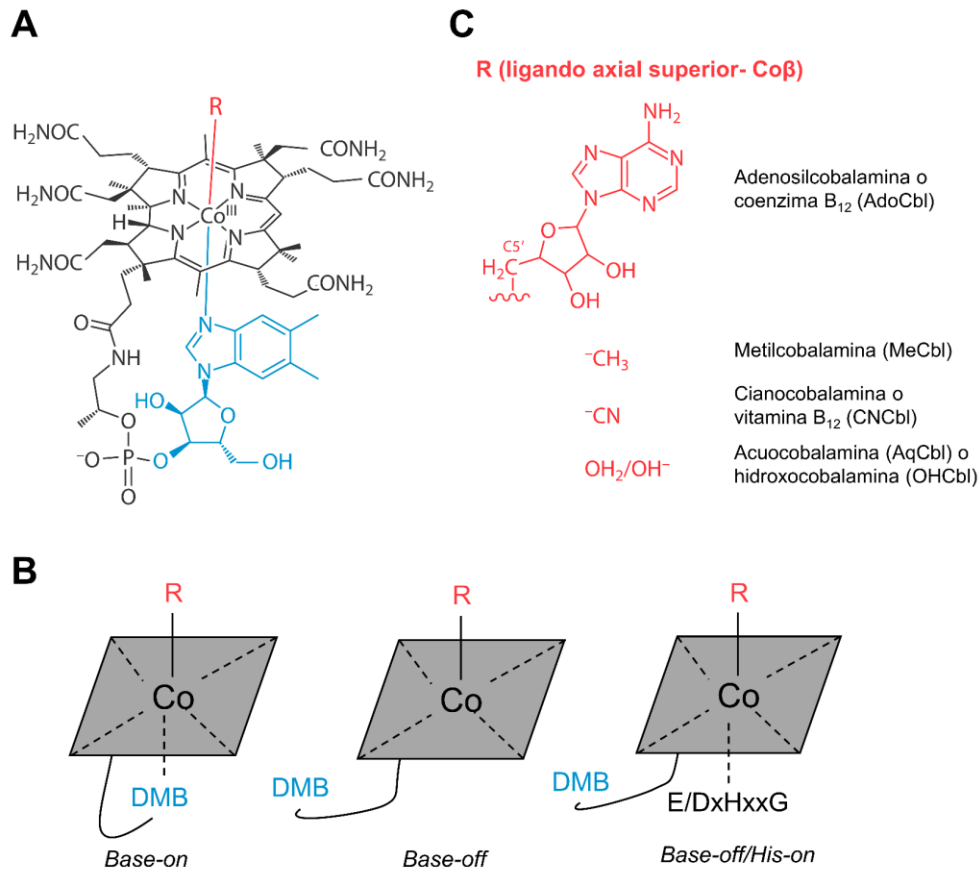 A
R
H₂NOC
CONH₂
H₂NOC
CONH₂
N
N
Coᴵᴵᴵ
H
N
N
H₂NOC
CONH₂
O
NH
N
N
HO
O
O
⁻O
P
O
OH
O
C
R (ligando axial superior- Coβ)
NH₂
N
N
N
N
O
C5'
H₂C
OH
OH
Adenosilcobalamina o
coenzima B₁₂ (AdoCbl)
⁻CH₃
Metilcobalamina (MeCbl)
⁻CN
Cianocobalamina o
vitamina B₁₂ (CNCbl)
OH₂/OH⁻
Acuocobalamina (AqCbl) o
hidroxocobalamina (OHCbl)
B
R
Co
DMB
Base-on
R
Co
DMB
Base-off
R
Co
DMB
E/DxHxxG
Base-off/His-on